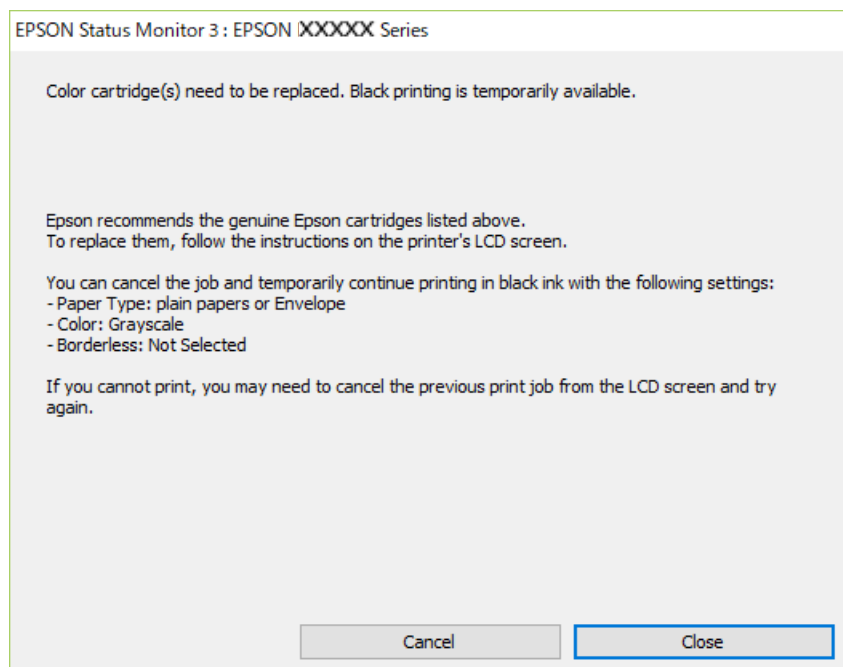 EPSON Status Monitor 3 : EPSON XXXXX Series
Color cartridge(s) need to be replaced. Black printing is temporarily available.
Epson recommends the genuine Epson cartridges listed above.
To replace them, follow the instructions on the printer's LCD screen.
You can cancel the job and temporarily continue printing in black ink with the following settings:
- Paper Type: plain papers or Envelope
- Color: Grayscale
- Borderless: Not Selected
If you cannot print, you may need to cancel the previous print job from the LCD screen and try
again.
Cancel
Close